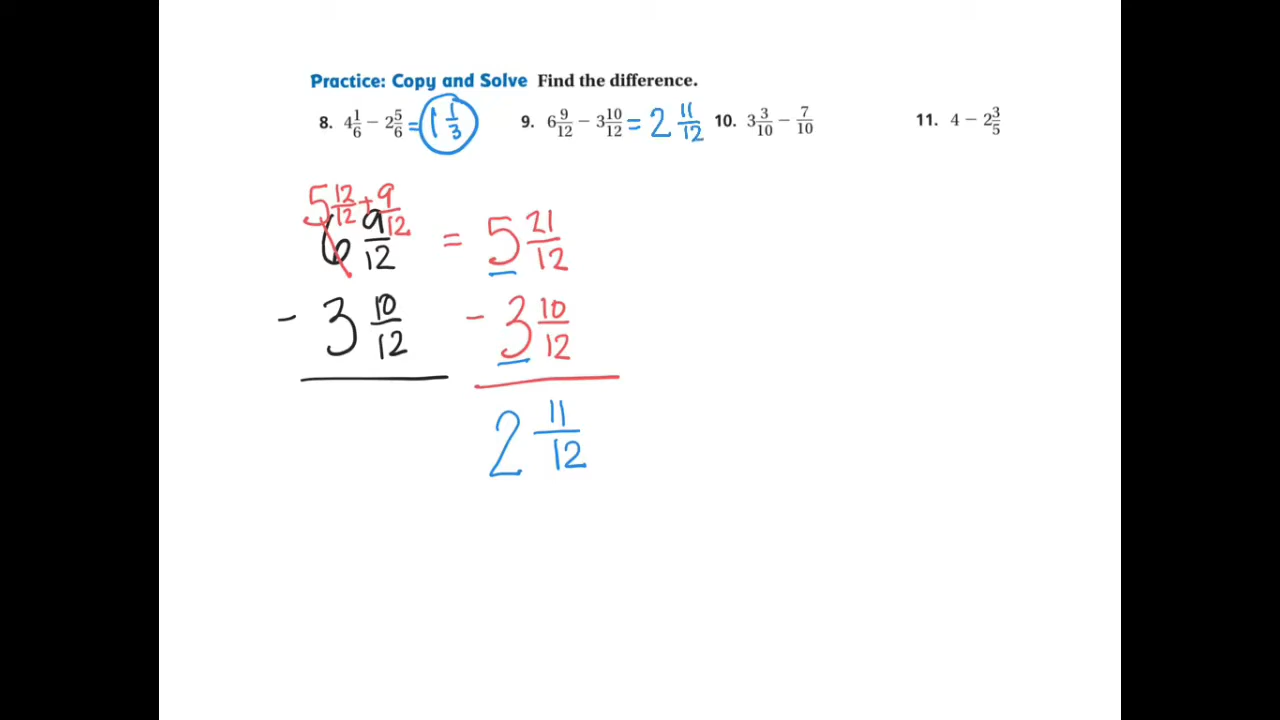 Practice: Copy and Solve Find the difference.
8. 4 1/6 − 2 5/6 = 1 1/3 9. 6 9/12 − 3 10/12 = 2 11/12 10. 3 3/10 − 7/10 11. 4 − 2 3/5
5 12/12 + 9/12
6 9/12 = 5 21/12
- 3 10/12 - 3 10/12
2 11/12